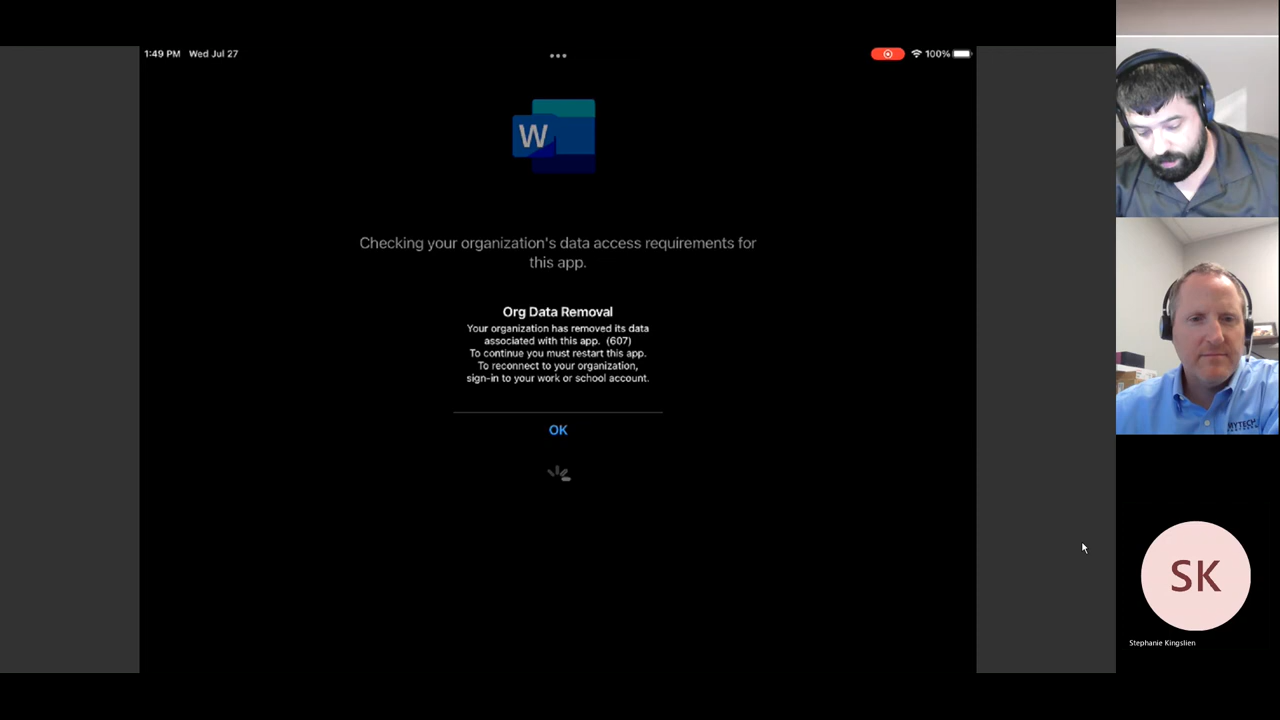 1:49 PM Wed Jul 27
100%
W
Checking your organization's data access requirements for
this app.
Org Data Removal
Your organization has removed its data
associated with this app. (607)
To continue you must restart this app.
To reconnect to your organization,
sign-in to your work or school account.
OK
MYTECH
SK
Stephanie Kingslien